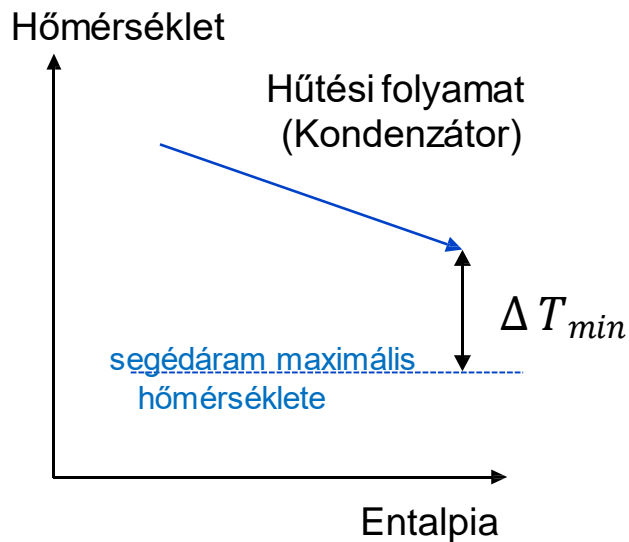 Hőmérséklet
Hűtési folyamat
(Kondenzátor)
Δ T_min
segédáram maximális
hőmérséklete
Entalpia